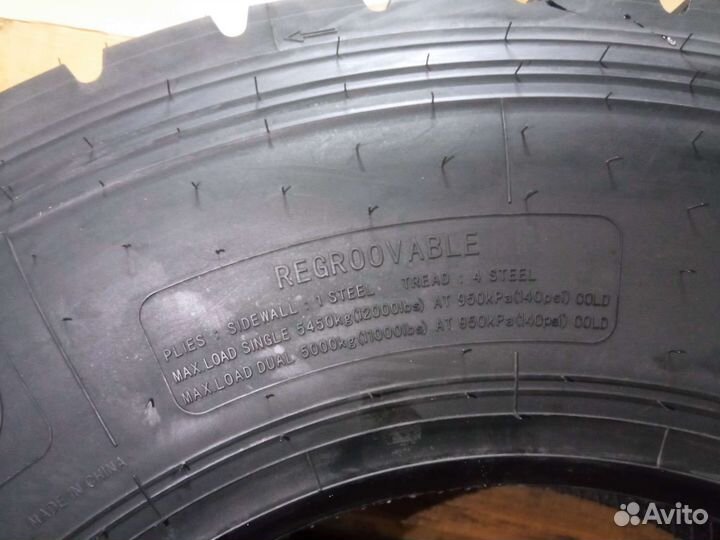 REGROOVABLE
PLIES : SIDEWALL : 1 STEEL TREAD : 4 STEEL
MAX.LOAD SINGLE 5450kg(12000lbs) AT 950kPa(140psi) COLD
MAX.LOAD DUAL 5000kg(11000lbs) AT 950kPa(140psi) COLD
MADE IN CHINA
Avito